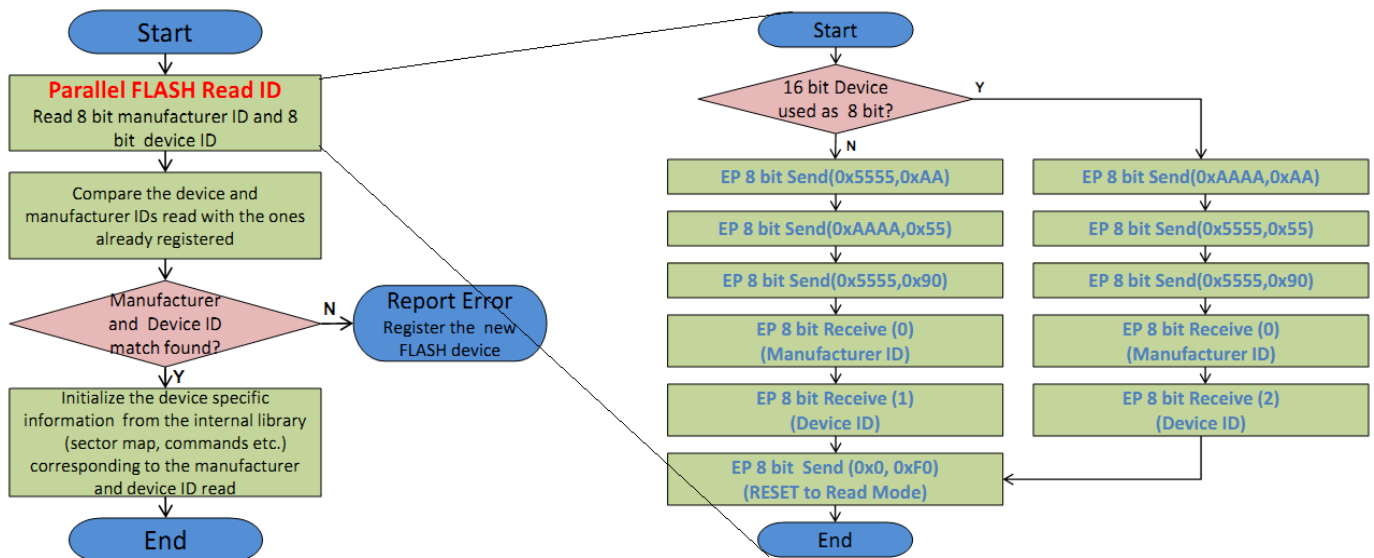 Start
Parallel FLASH Read ID
Read 8 bit manufacturer ID and 8
bit device ID
Compare the device and
manufacturer IDs read with the ones
already registered
Manufacturer
and Device ID
match found?
N
Report Error
Register the new
FLASH device
Y
Initialize the device specific
information from the internal library
(sector map, commands etc.)
corresponding to the manufacturer
and device ID read
End
Start
16 bit Device
used as 8 bit?
Y
N
EP 8 bit Send(0x5555,0xAA)
EP 8 bit Send(0xAAAA,0x55)
EP 8 bit Send(0x5555,0x90)
EP 8 bit Receive (0)
(Manufacturer ID)
EP 8 bit Receive (1)
(Device ID)
EP 8 bit Send (0x0, 0xF0)
(RESET to Read Mode)
End
EP 8 bit Send(0xAAAA,0xAA)
EP 8 bit Send(0x5555,0x55)
EP 8 bit Send(0x5555,0x90)
EP 8 bit Receive (0)
(Manufacturer ID)
EP 8 bit Receive (2)
(Device ID)